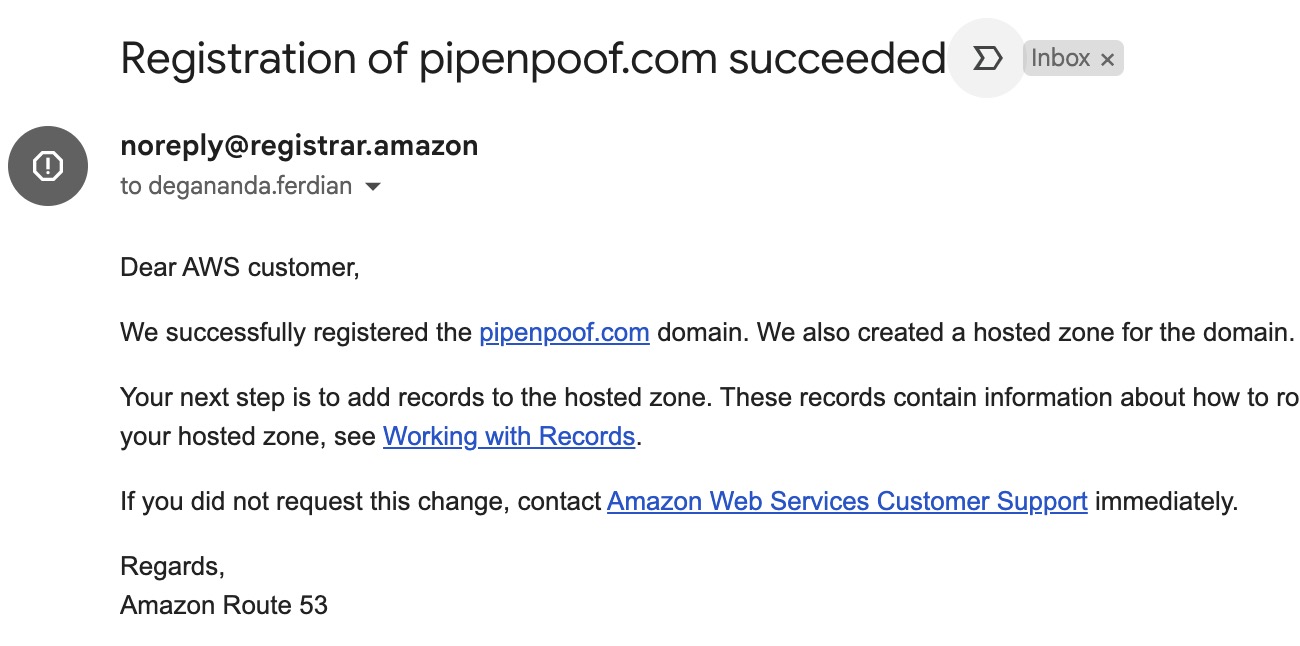 Registration of pipenpoof.com succeeded Inbox ×
noreply@registrar.amazon
to degananda.ferdian
Dear AWS customer,
We successfully registered the pipenpoof.com domain. We also created a hosted zone for the domain.
Your next step is to add records to the hosted zone. These records contain information about how to ro
your hosted zone, see Working with Records.
If you did not request this change, contact Amazon Web Services Customer Support immediately.
Regards,
Amazon Route 53